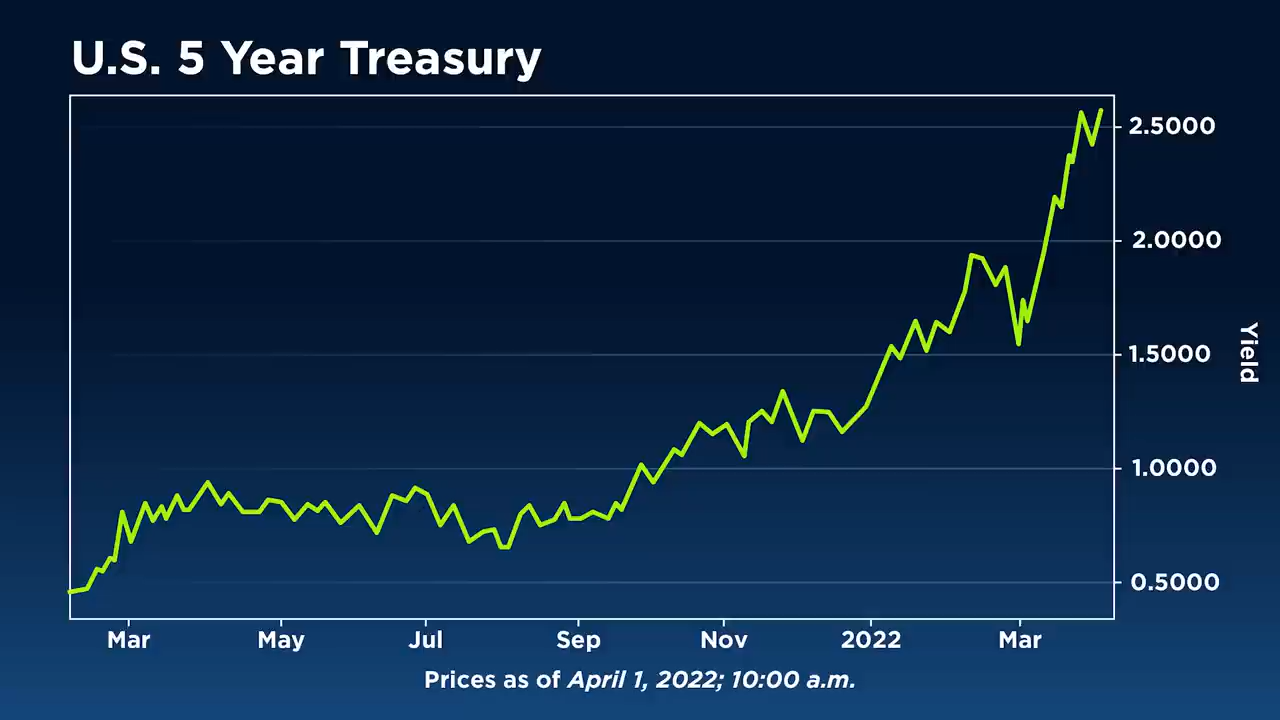 U.S. 5 Year Treasury
2.5000
2.0000
1.5000
1.0000
0.5000
Yield
Mar May Jul Sep Nov 2022 Mar
Prices as of April 1, 2022; 10:00 a.m.